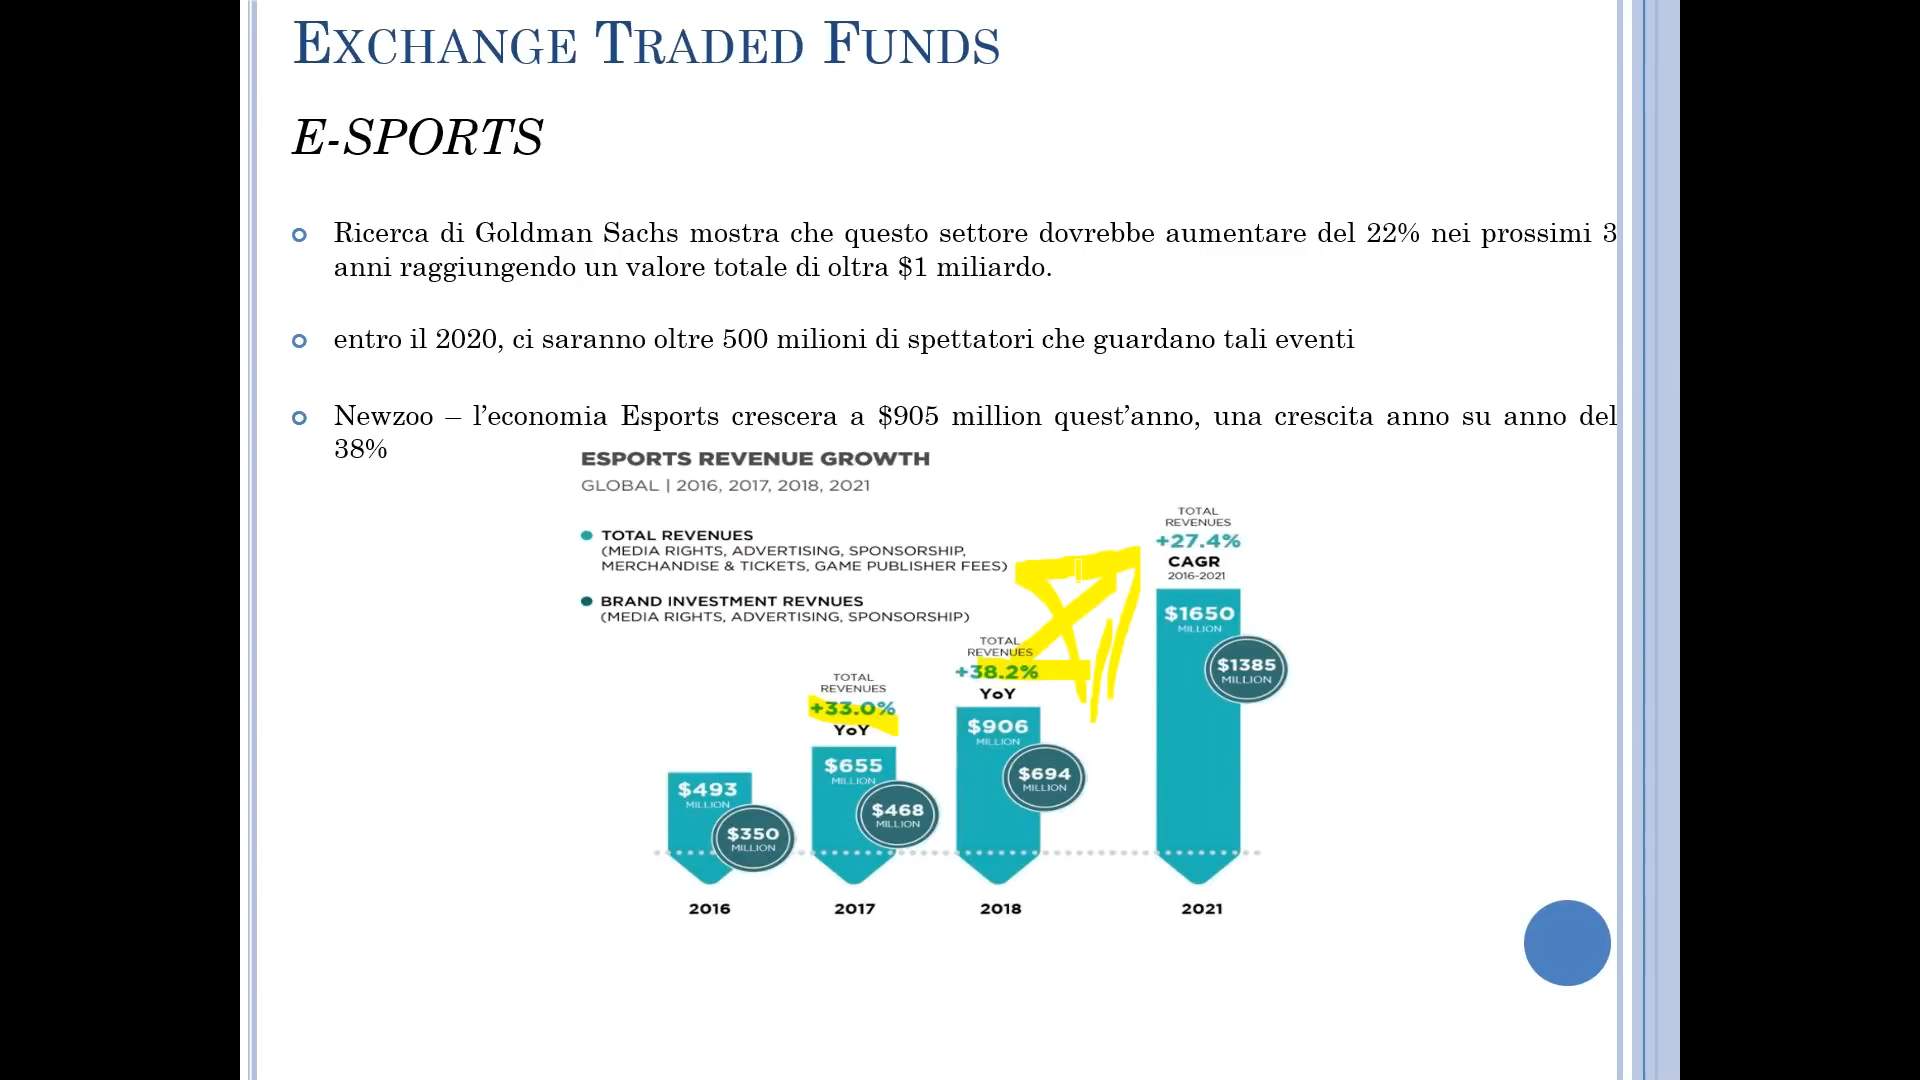 EXCHANGE TRADED FUNDS
E-SPORTS
Ricerca di Goldman Sachs mostra che questo settore dovrebbe aumentare del 22% nei prossimi 3
anni raggiungendo un valore totale di oltra $1 miliardo.
entro il 2020, ci saranno oltre 500 milioni di spettatori che guardano tali eventi
Newzoo – l’economia Esports crescera a $905 million quest’anno, una crescita anno su anno del
38%
ESPORTS REVENUE GROWTH
GLOBAL | 2016, 2017, 2018, 2021
TOTAL REVENUES
(MEDIA RIGHTS, ADVERTISING, SPONSORSHIP,
MERCHANDISE & TICKETS, GAME PUBLISHER FEES)
BRAND INVESTMENT REVNUES
(MEDIA RIGHTS, ADVERTISING, SPONSORSHIP)
$493
MILLION
$350
MILLION
2016
TOTAL
REVENUES
+33.0%
YoY
$655
MILLION
$468
MILLION
2017
TOTAL
REVENUES
+38.2%
YoY
$906
MILLION
$694
MILLION
2018
TOTAL
REVENUES
+27.4%
CAGR
2016-2021
$1650
MILLION
$1385
MILLION
2021